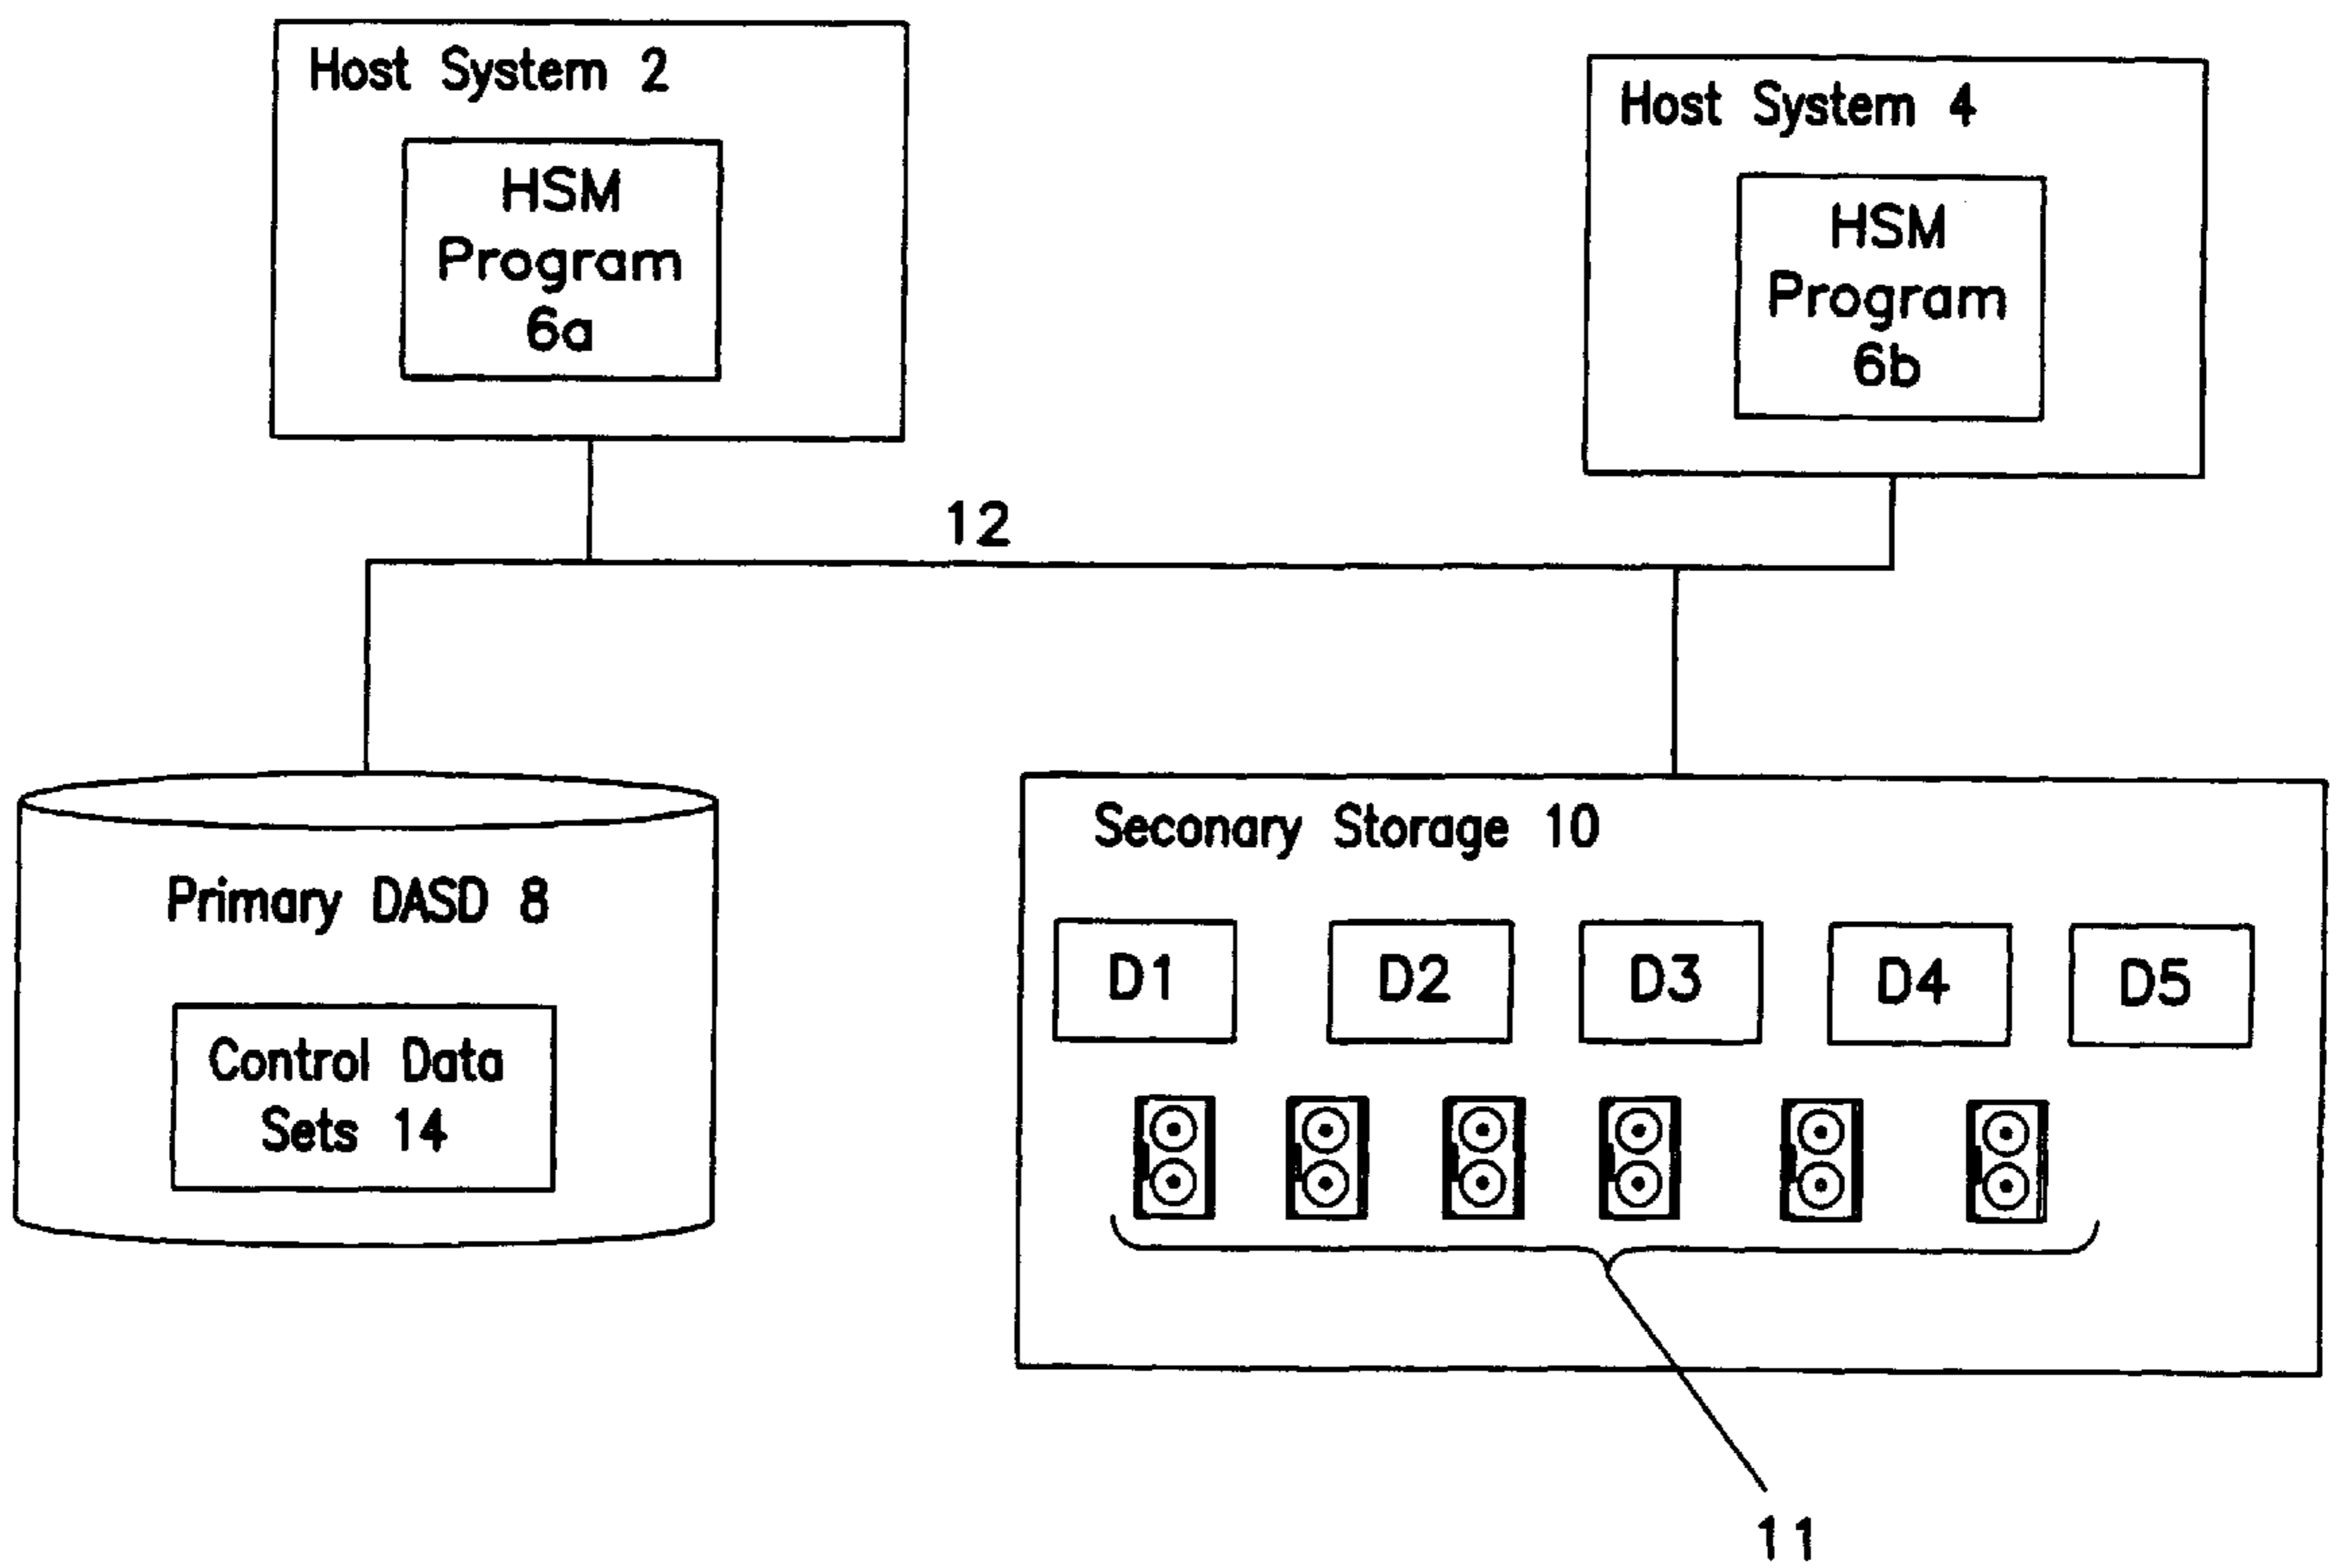 Host System 2
HSM
Program
6a
Host System 4
HSM
Program
6b
12
Primary DASD 8
Control Data
Sets 14
Seconary Storage 10
D1
D2
D3
D4
D5
11